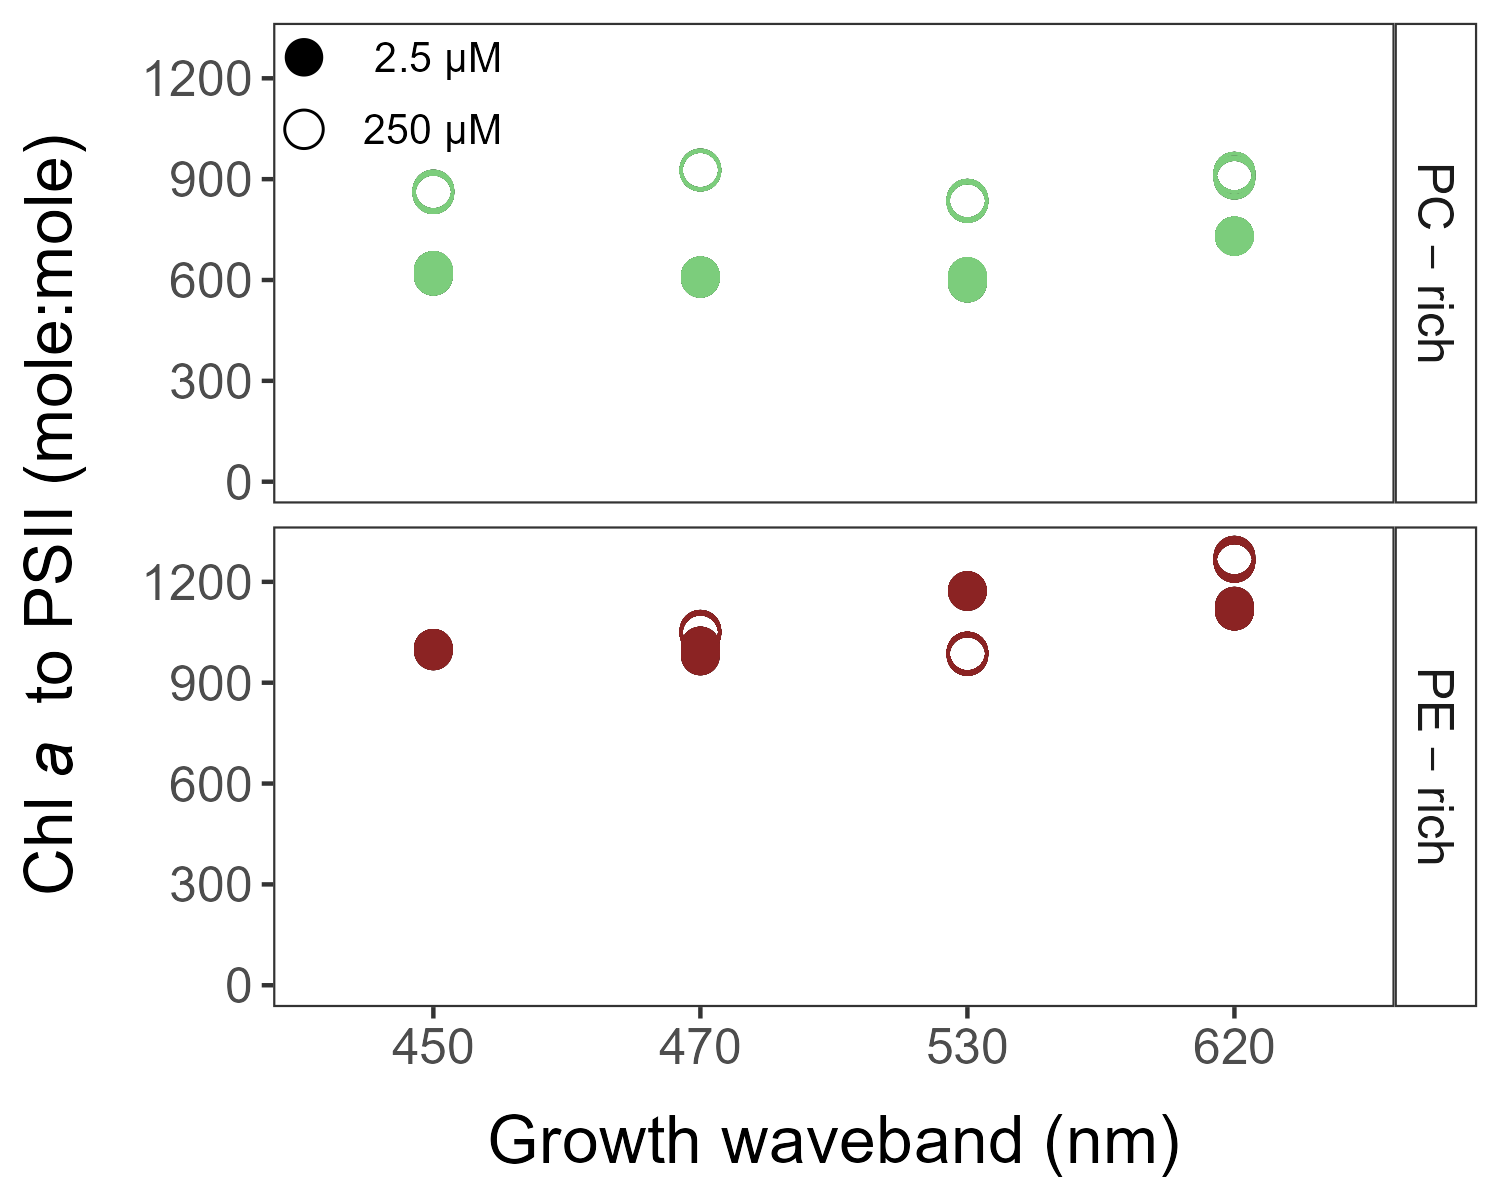 2.5 µM
250 µM
1200
900
600
300
0
PC – rich
1200
900
600
300
0
PE – rich
Chl a to PSII (mole:mole)
450 470 530 620
Growth waveband (nm)